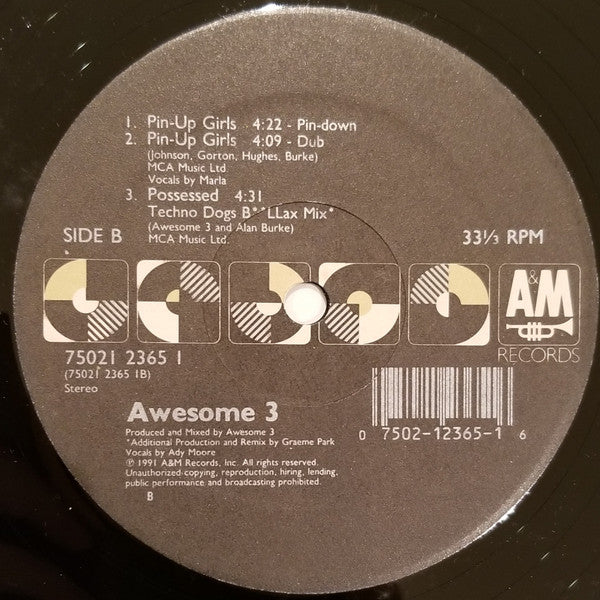 1. Pin-Up Girls 4:22 - Pin-down
2. Pin-Up Girls 4:09 - Dub
(Johnson, Gorton, Hughes, Burke)
MCA Music Ltd
Vocals by Marla
3. Possessed 4:31
Techno Dogs B**LLax Mix*
(Awesome 3 and Alan Burke)
MCA Music Ltd.
SIDE B
33⅓ RPM
A&M
RECORDS
75021 2365 1
(75021 2365 1B)
Stereo
Awesome 3
Produced and Mixed by Awesome 3
*Additional Production and Remix by Graeme Park
Vocals by Ady Moore
℗ 1991 A&M Records, Inc. All rights reserved.
Unauthorized copying, reproduction, hiring, lending,
public performance and broadcasting prohibited.
B
0 7502-12365-1 6